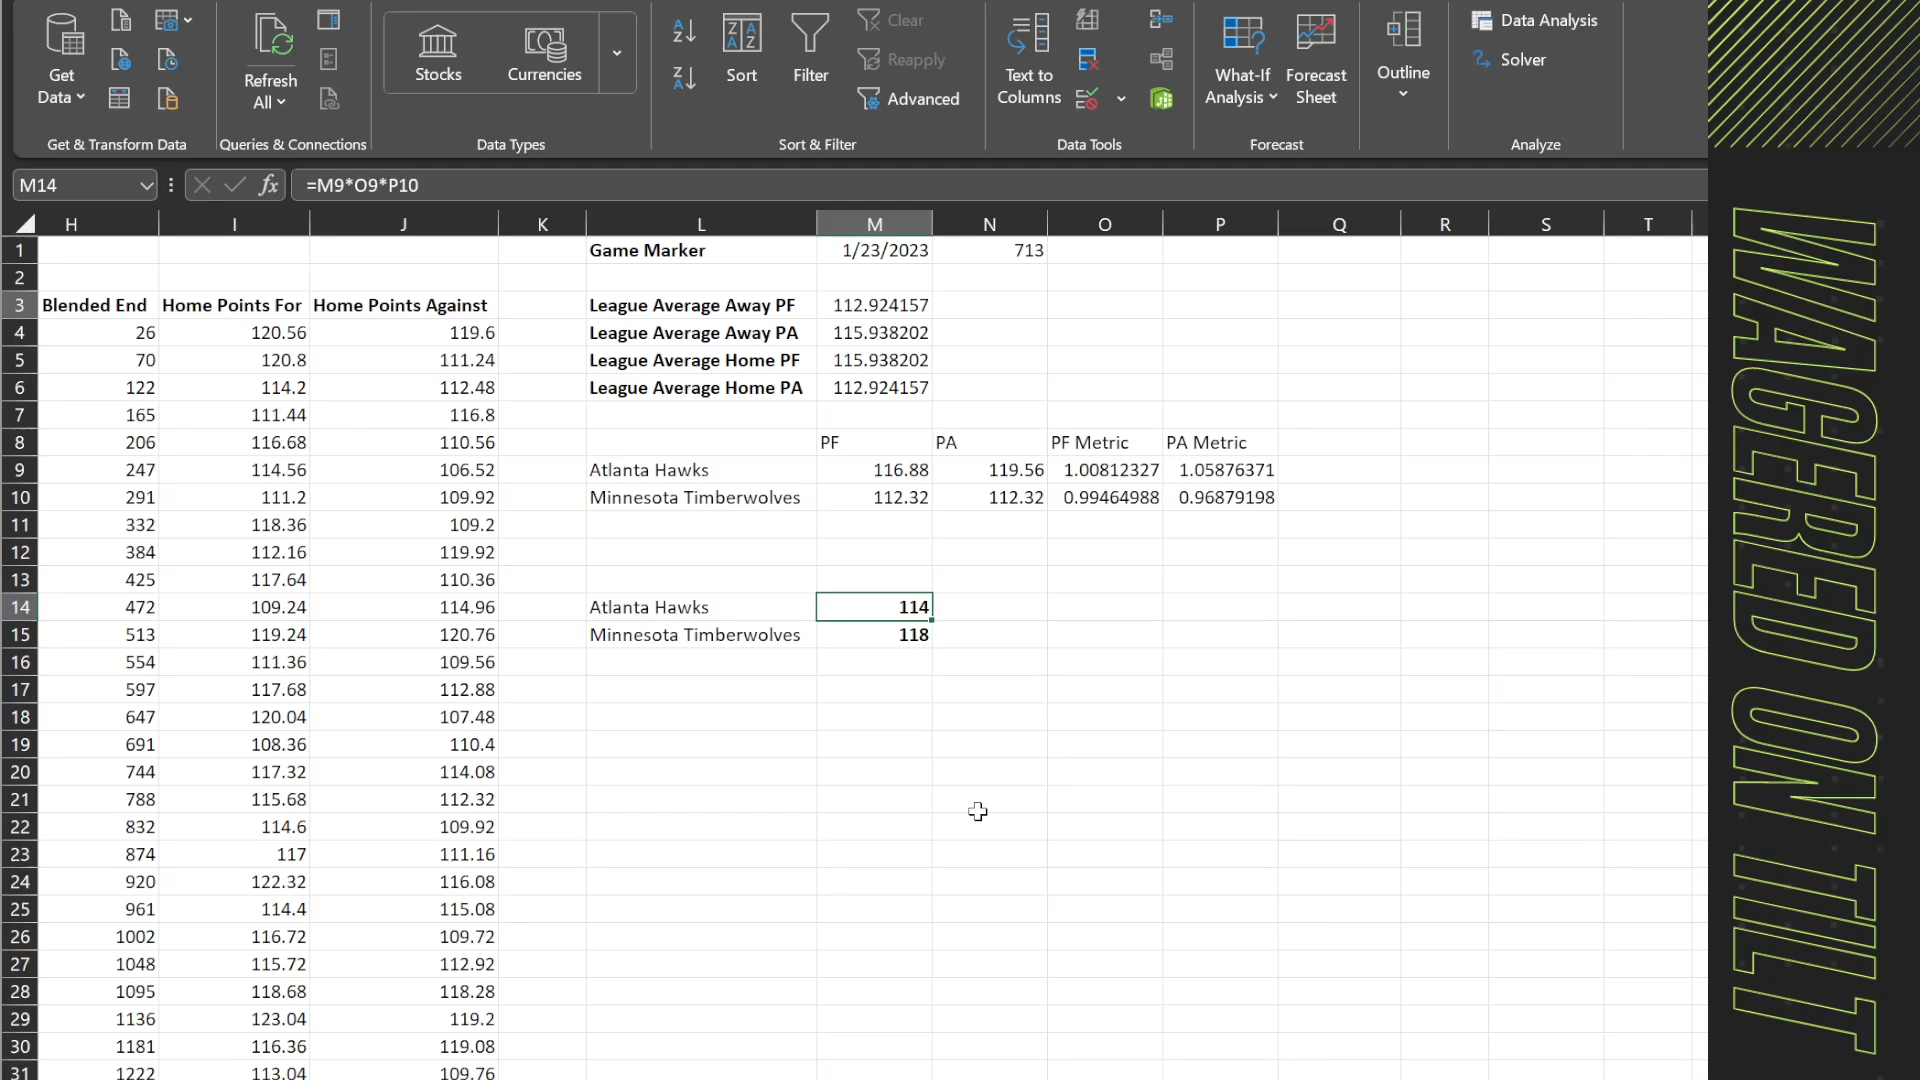 Get
Data
Get & Transform Data
Refresh
All
Queries & Connections
Stocks
Currencies
Data Types
Sort
Filter
Clear
Reapply
Advanced
Sort & Filter
Text to
Columns
Data Tools
What-If
Analysis
Forecast
Sheet
Forecast
Outline
Data Analysis
Solver
Analyze
M14 fx =M9*O9*P10
H I J K L M N O P Q R S T
1 Game Marker 1/23/2023 713
2
3 Blended End Home Points For Home Points Against League Average Away PF 112.924157
4 26 120.56 119.6 League Average Away PA 115.938202
5 70 120.8 111.24 League Average Home PF 115.938202
6 122 114.2 112.48 League Average Home PA 112.924157
7 165 111.44 116.8
8 206 116.68 110.56 PF PA PF Metric PA Metric
9 247 114.56 106.52 Atlanta Hawks 116.88 119.56 1.00812327 1.05876371
10 291 111.2 109.92 Minnesota Timberwolves 112.32 112.32 0.99464988 0.96879198
11 332 118.36 109.2
12 384 112.16 119.92
13 425 117.64 110.36
14 472 109.24 114.96 Atlanta Hawks 114
15 513 119.24 120.76 Minnesota Timberwolves 118
16 554 111.36 109.56
17 597 117.68 112.88
18 647 120.04 107.48
19 691 108.36 110.4
20 744 117.32 114.08
21 788 115.68 112.32
22 832 114.6 109.92
23 874 117 111.16
24 920 122.32 116.08
25 961 114.4 115.08
26 1002 116.72 109.72
27 1048 115.72 112.92
28 1095 118.68 118.28
29 1136 123.04 119.2
30 1181 116.36 119.08
31 1222 113.04 109.76
WAGERED ON TILT